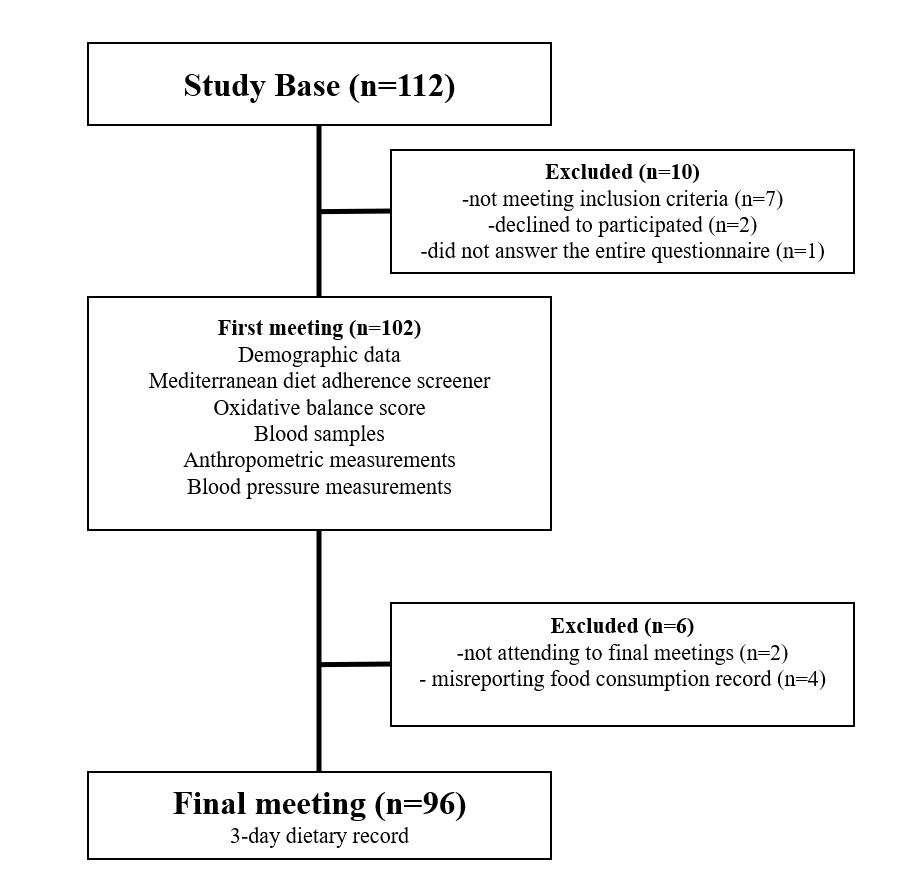 Study Base (n=112)
Excluded (n=10)
-not meeting inclusion criteria (n=7)
-declined to participated (n=2)
-did not answer the entire questionnaire (n=1)
First meeting (n=102)
Demographic data
Mediterranean diet adherence screener
Oxidative balance score
Blood samples
Anthropometric measurements
Blood pressure measurements
Excluded (n=6)
-not attending to final meetings (n=2)
- misreporting food consumption record (n=4)
Final meeting (n=96)
3-day dietary record